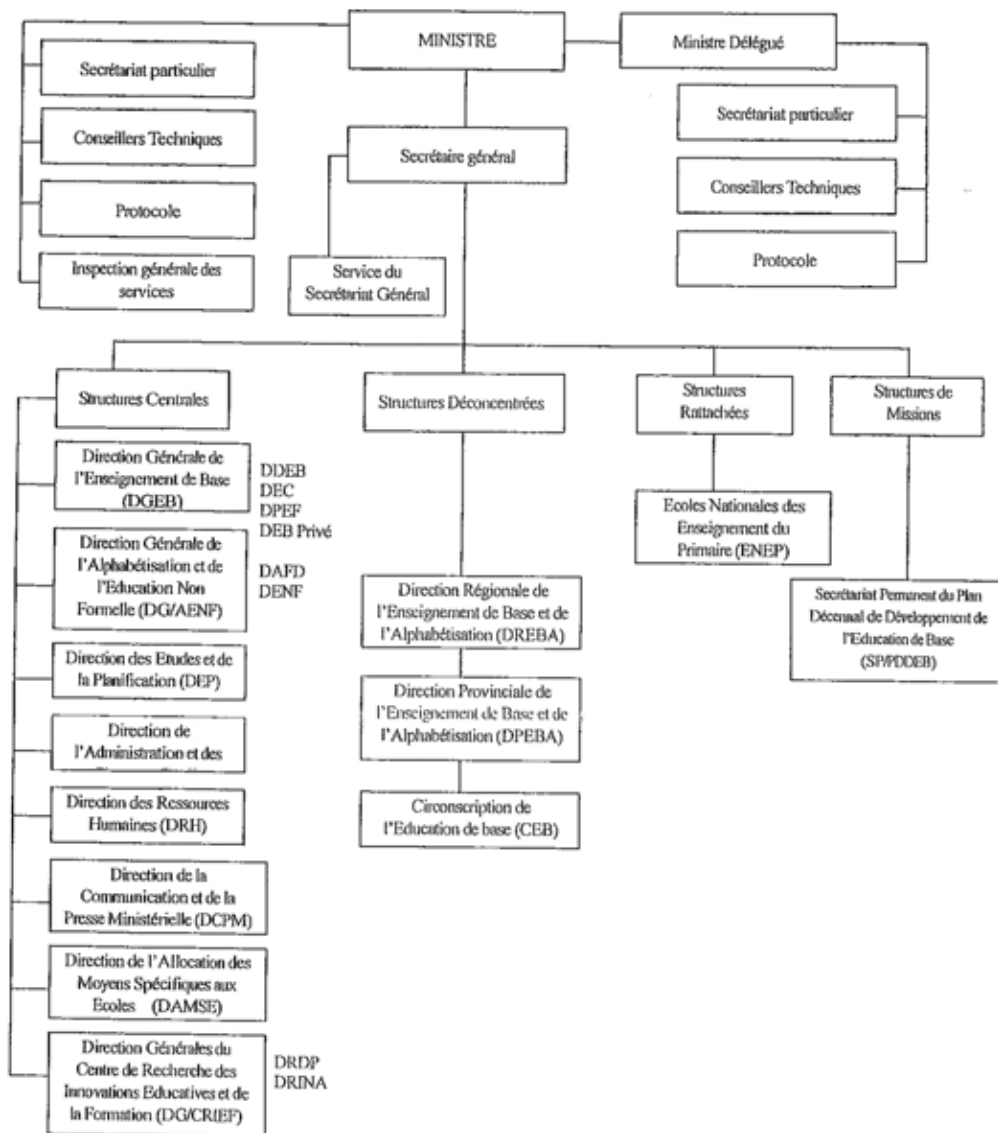 MINISTRE
Ministre Délégué
Secrétariat particulier
Conseillers Techniques
Protocole
Inspection générale des
services
Secrétaire général
Service du
Secrétariat Général
Secrétariat particulier
Conseillers Techniques
Protocole
Structures Centrales
Structures Déconcentrées
Structures
Rattachées
Structures de
Missions
Direction Générale de
l'Enseignement de Base
(DGEB)
DDEB
DEC
DPEF
DEB Privé
Direction Générale de
l'Alphabétisation et de
l'Education Non
Formelle (DG/AENF)
DAFD
DENF
Direction des Etudes et de
la Planification (DEP)
Direction de
l'Administration et des
Direction des Ressources
Humaines (DRH)
Direction de la
Communication et de la
Presse Ministérielle (DCPM)
Direction de l'Allocation des
Moyens Spécifiques aux
Ecoles (DAMSE)
Direction Générales du
Centre de Recherche des
Innovations Educatives et de
la Formation (DG/CRIEF)
DRDP
DRINA
Direction Régionale de
l'Enseignement de Base et de
l'Alphabétisation (DREBA)
Direction Provinciale de
l'Enseignement de Base et de
l'Alphabétisation (DPEBA)
Circonscription de
l'Education de base (CEB)
Ecoles Nationales des
Enseignement du
Primaire (ENEP)
Secrétariat Permanent du Plan
Décennal de Développement de
l'Education de Base
(SP/PDDEB)